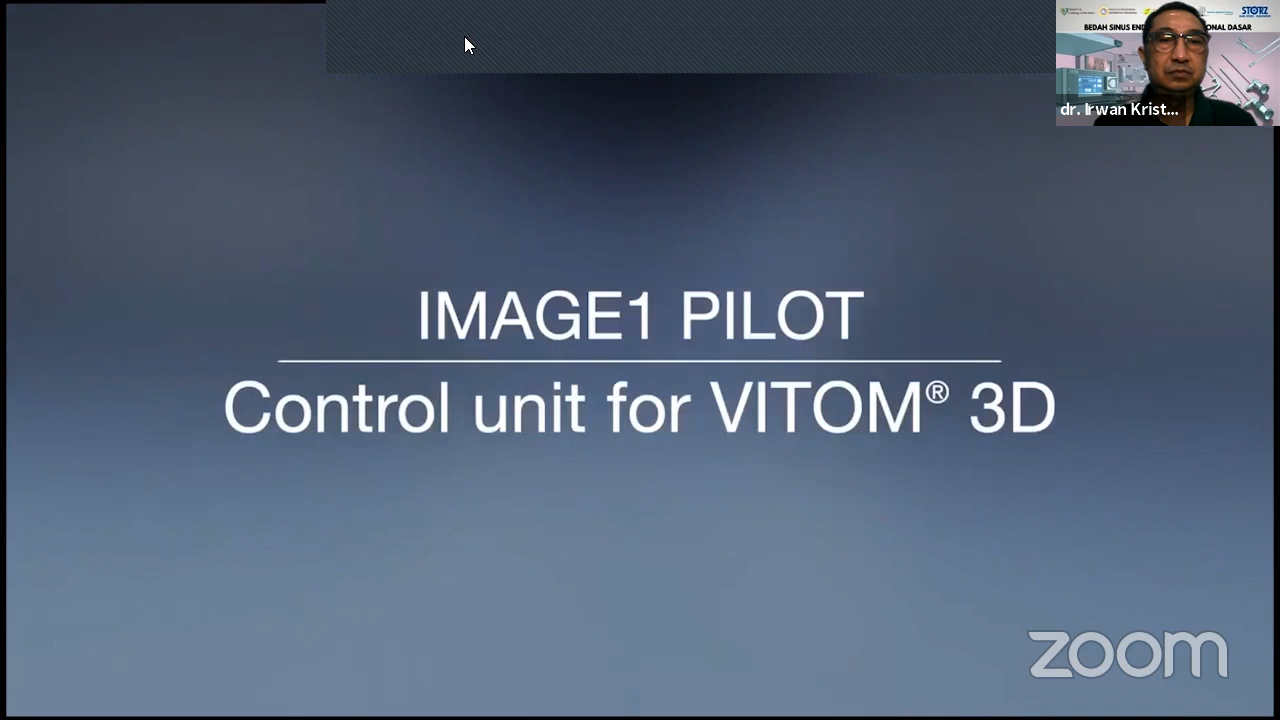 STORZ
BEDAH SINUS END
ONAL DASAR
dr. Irwan Krist...
IMAGE1 PILOT
Control unit for VITOM® 3D
zoom